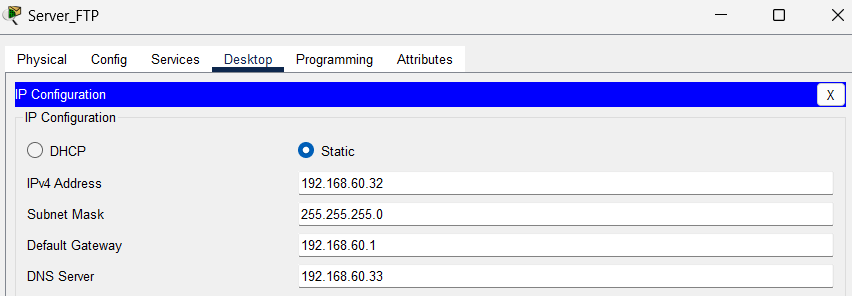 Server_FTP
Physical Config Services Desktop Programming Attributes
IP Configuration X
IP Configuration
DHCP Static
IPv4 Address 192.168.60.32
Subnet Mask 255.255.255.0
Default Gateway 192.168.60.1
DNS Server 192.168.60.33